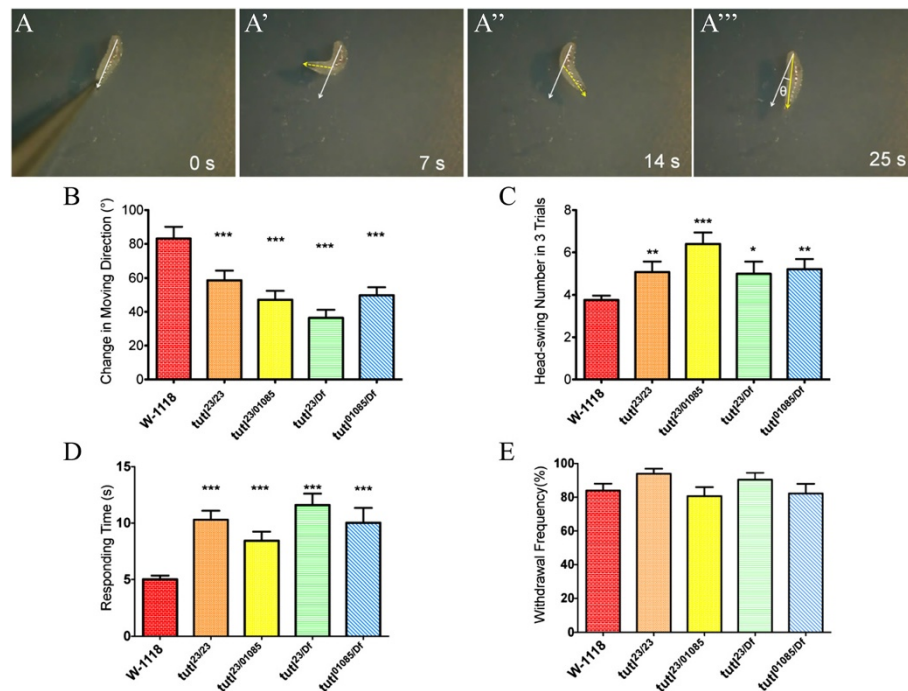 A
A'
A''
A'''
θ
0 s
7 s
14 s
25 s
B
Change in Moving Direction (°)
100
80
60
40
20
0
***
***
***
***
W-1118
tutl23/23
tutl23/01085
tutl23/Df
tutl01085/Df
C
Head-swing Number in 3 Trials
8
6
4
2
0
**
***
*
**
W-1118
tutl23/23
tutl23/01085
tutl23/Df
tutl01085/Df
D
Responding Time (s)
15
10
5
0
***
***
***
***
W-1118
tutl23/23
tutl23/01085
tutl23/Df
tutl01085/Df
E
Withdrawal Frequency(%)
100
80
60
40
20
0
W-1118
tutl23/23
tutl23/01085
tutl23/Df
tutl01085/Df